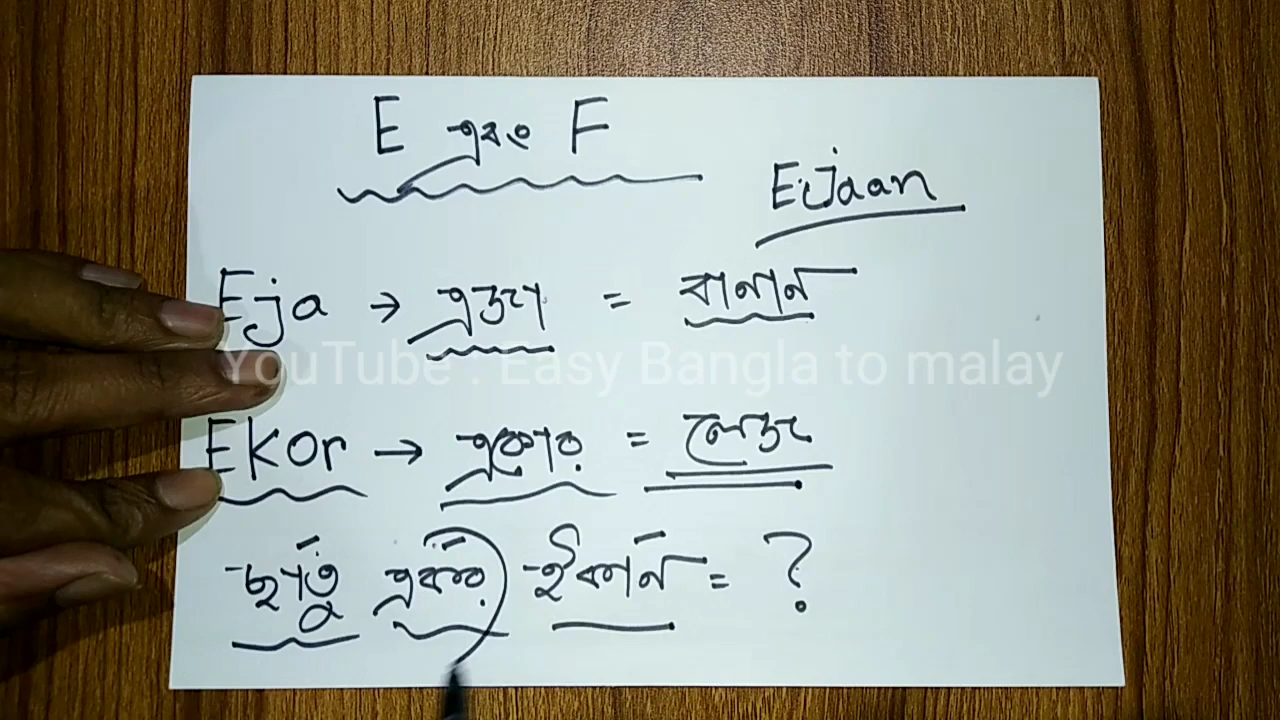 E এবং F
Ejaan
Eja → এজা = বানান
YouTube . Easy Bangla to malay
Ekor → একোর = লেজ
ছাতু একর ইকান = ?